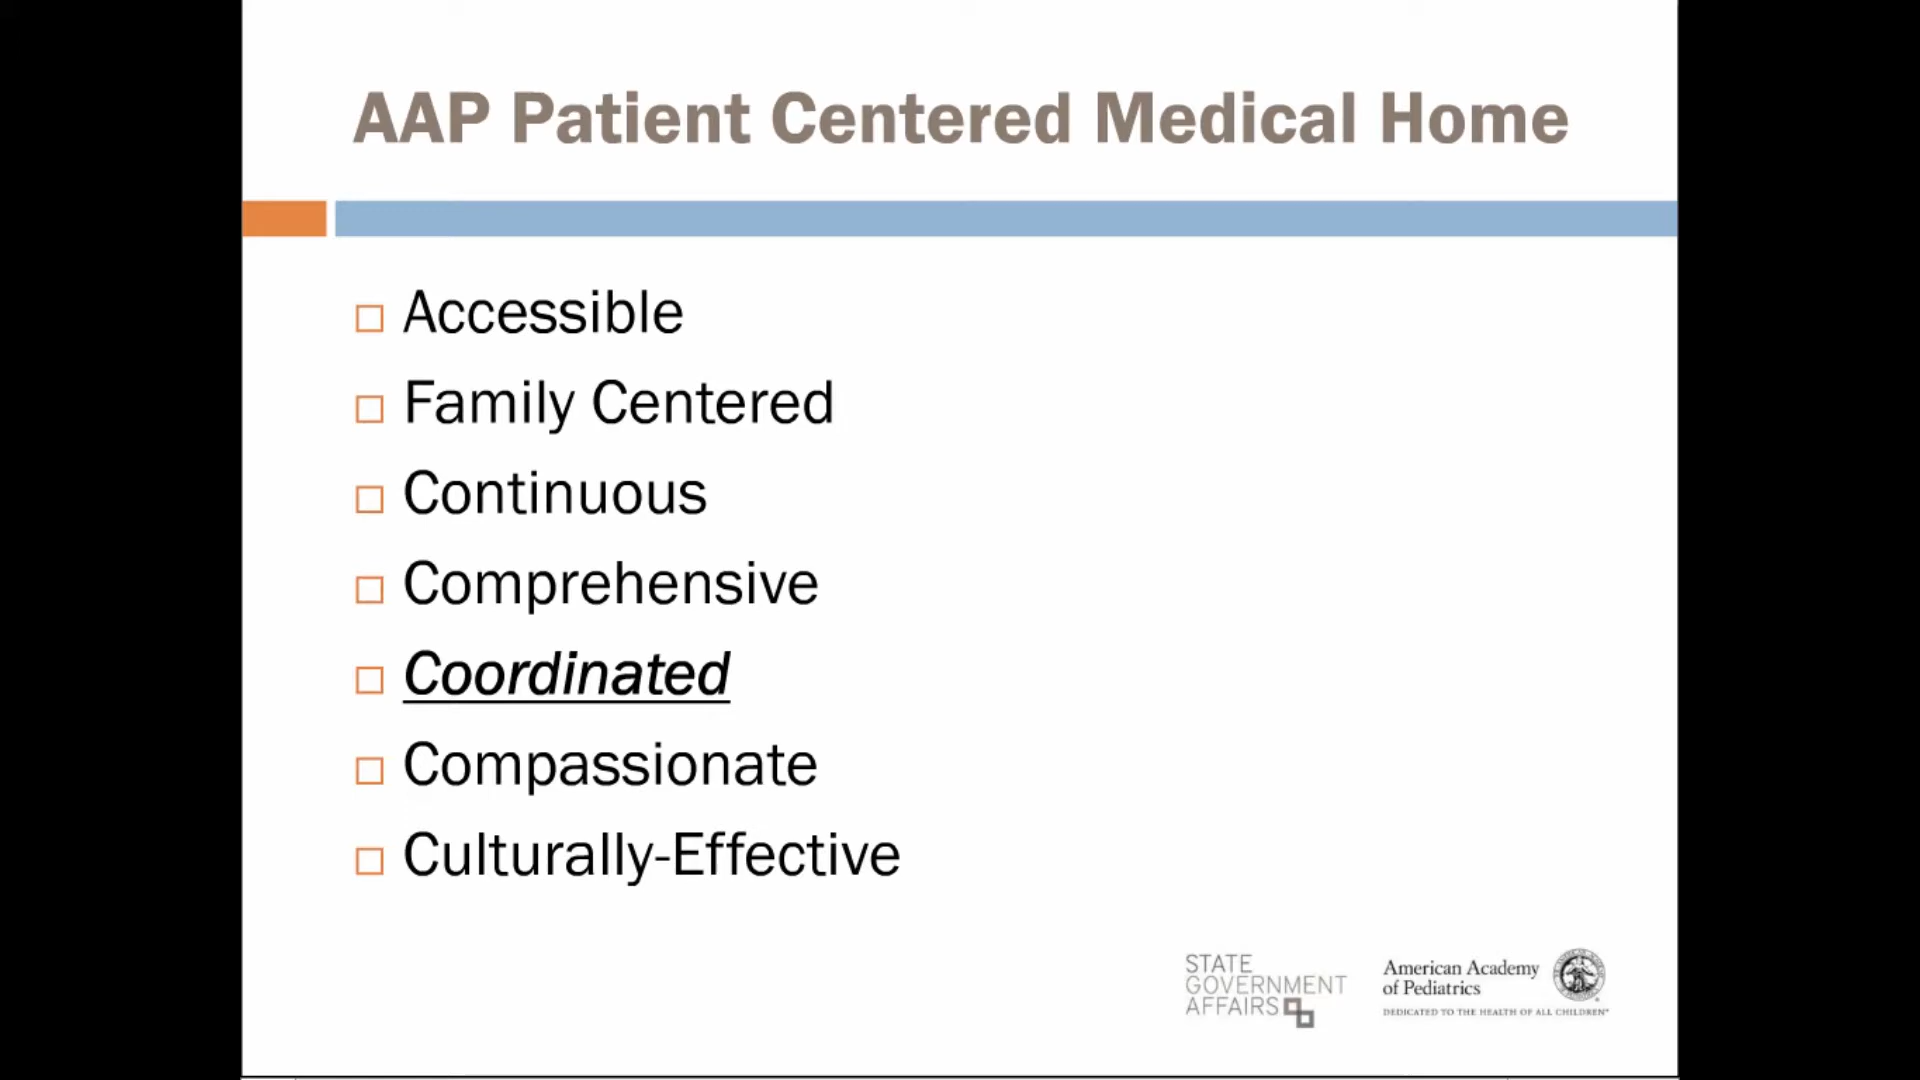 AAP Patient Centered Medical Home
Accessible
Family Centered
Continuous
Comprehensive
Coordinated
Compassionate
Culturally-Effective
STATE
GOVERNMENT
AFFAIRS
American Academy
of Pediatrics
DEDICATED TO THE HEALTH OF ALL CHILDREN®